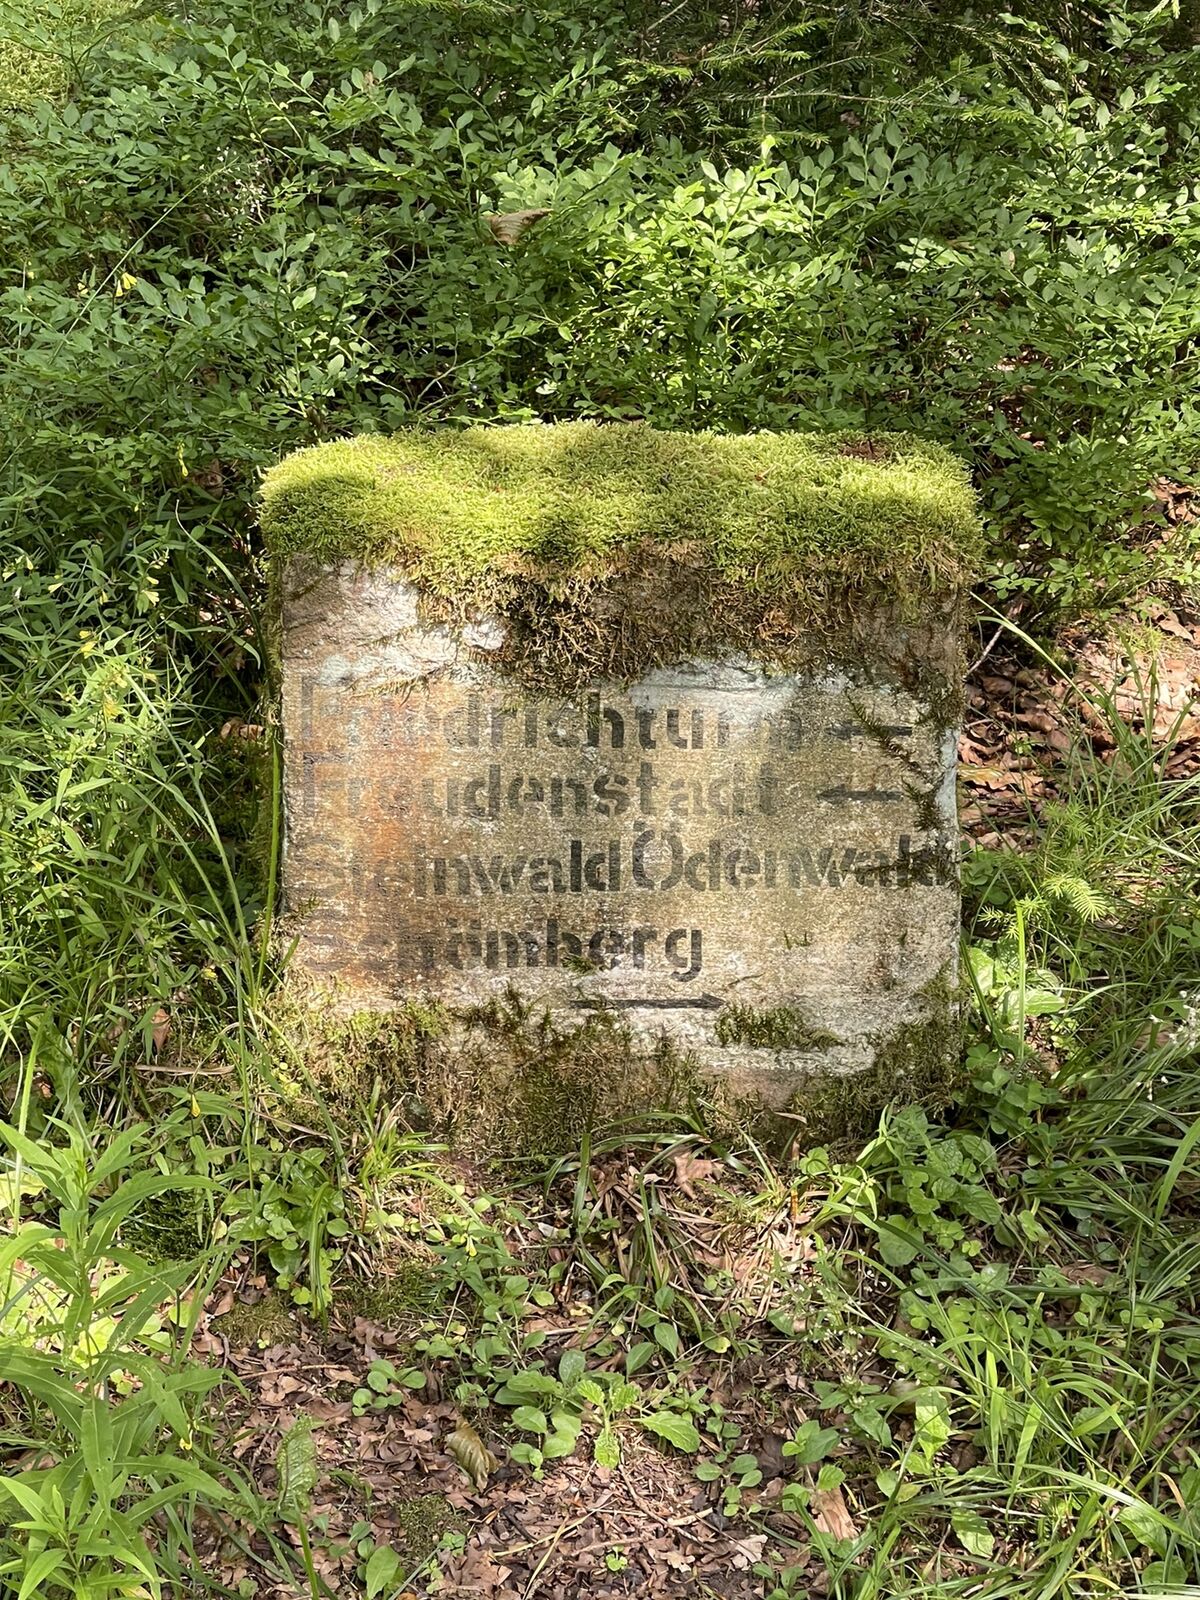 Friedrichturm ←
Freudenstadt ←
Steinwald Ödenwald
Schömberg
→